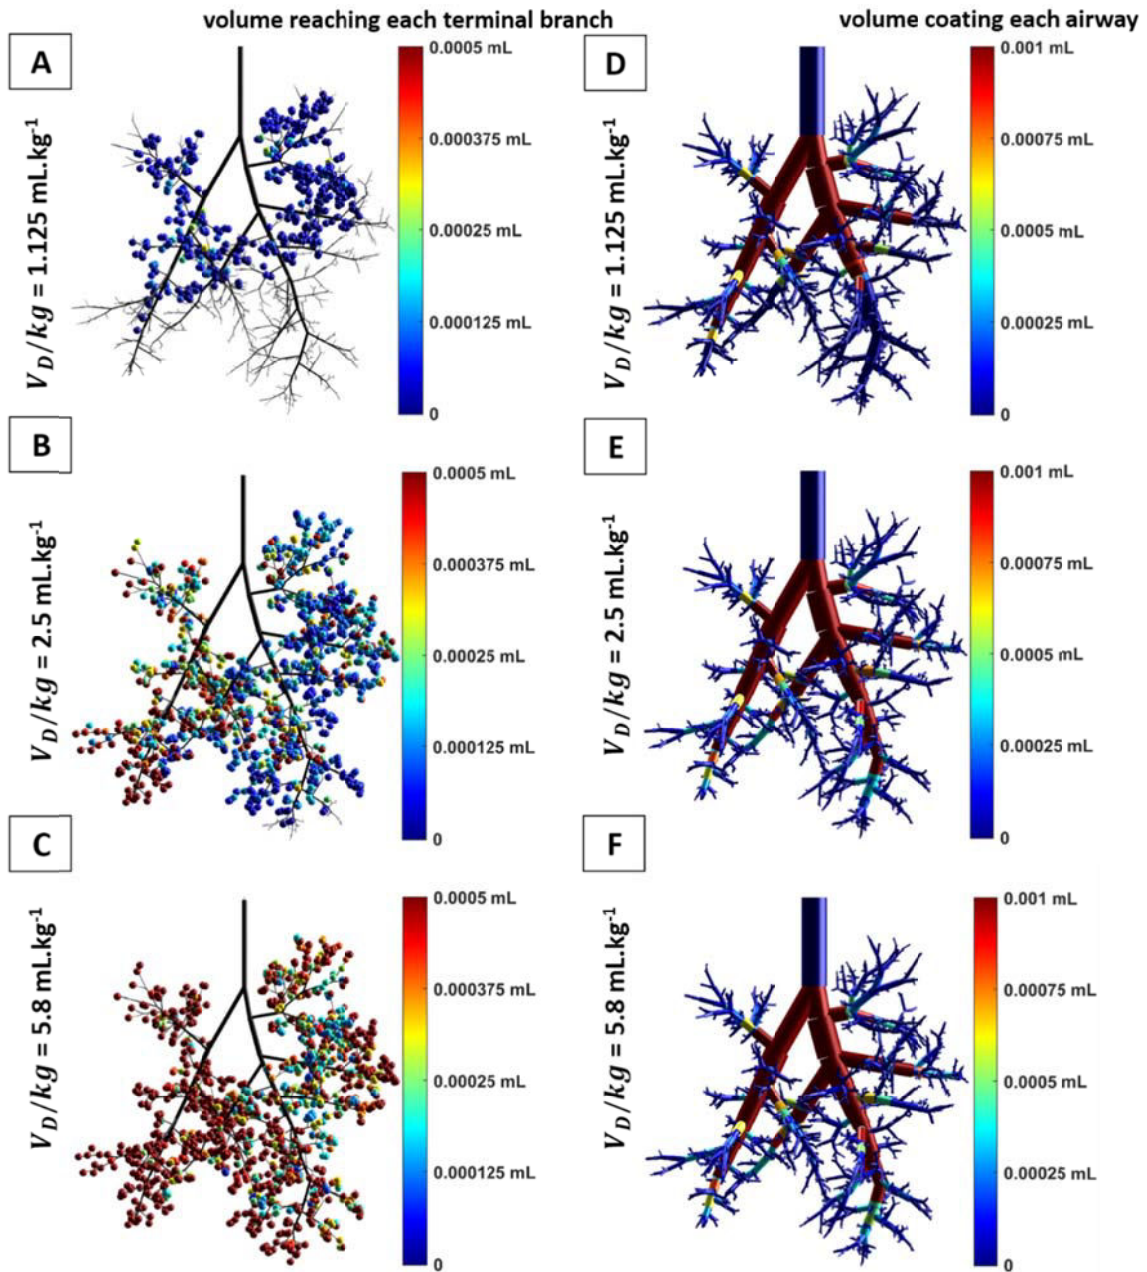 volume reaching each terminal branch
volume coating each airway
A
V_D/kg = 1.125 mL.kg⁻¹
0.0005 mL
0.000375 mL
0.00025 mL
0.000125 mL
0
D
V_D/kg = 1.125 mL.kg⁻¹
0.001 mL
0.00075 mL
0.0005 mL
0.00025 mL
0
B
V_D/kg = 2.5 mL.kg⁻¹
0.0005 mL
0.000375 mL
0.00025 mL
0.000125 mL
0
E
V_D/kg = 2.5 mL.kg⁻¹
0.001 mL
0.00075 mL
0.0005 mL
0.00025 mL
0
C
V_D/kg = 5.8 mL.kg⁻¹
0.0005 mL
0.000375 mL
0.00025 mL
0.000125 mL
0
F
V_D/kg = 5.8 mL.kg⁻¹
0.001 mL
0.00075 mL
0.0005 mL
0.00025 mL
0